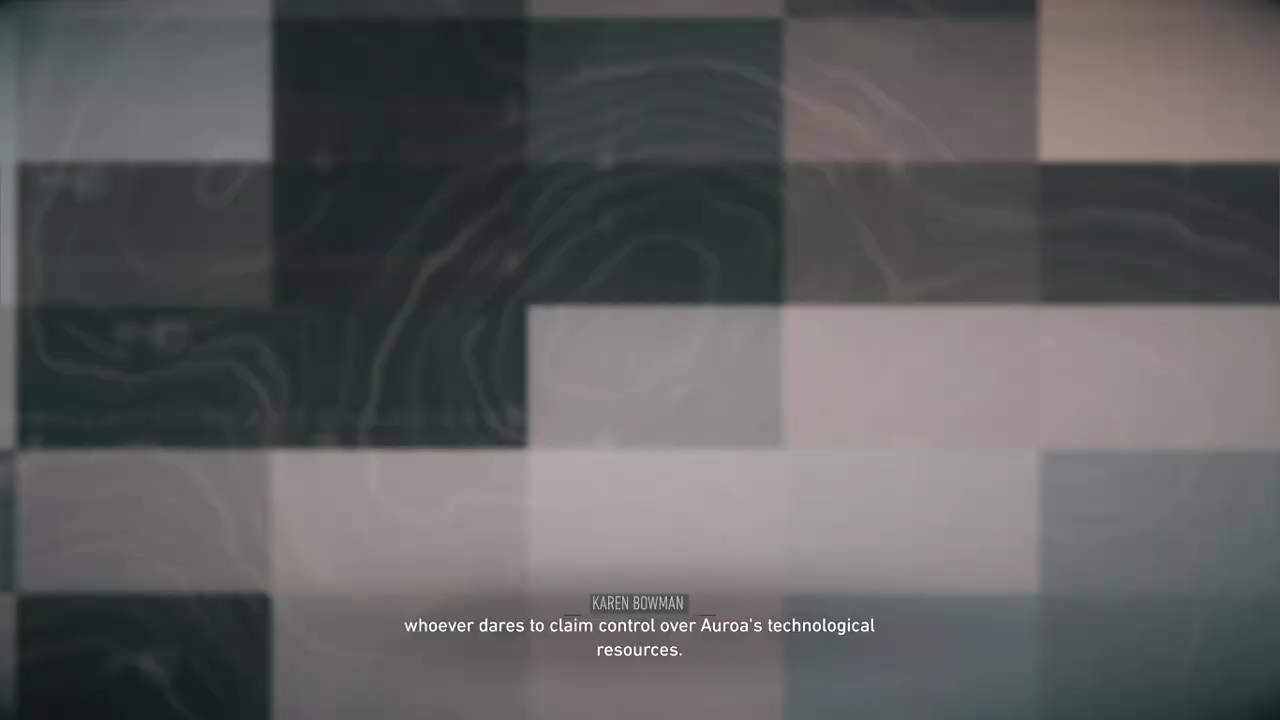 KAREN BOWMAN
whoever dares to claim control over Auroa's technological
resources.